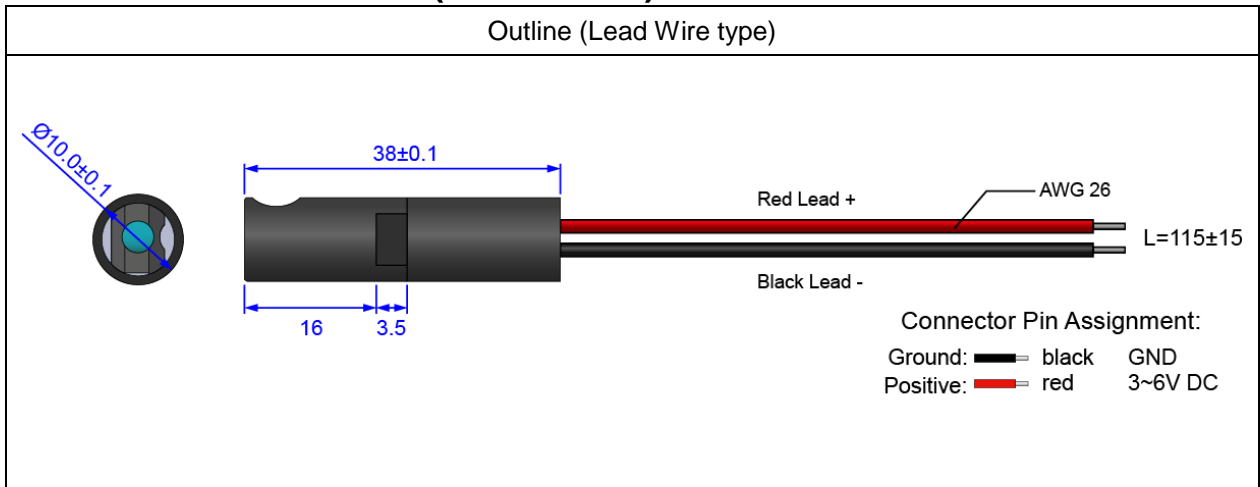 Outline (Lead Wire type)
Ø10.0±0.1
38±0.1
Red Lead +
AWG 26
L=115±15
Black Lead -
16
3.5
Connector Pin Assignment:
Ground: black GND
Positive: red 3~6V DC